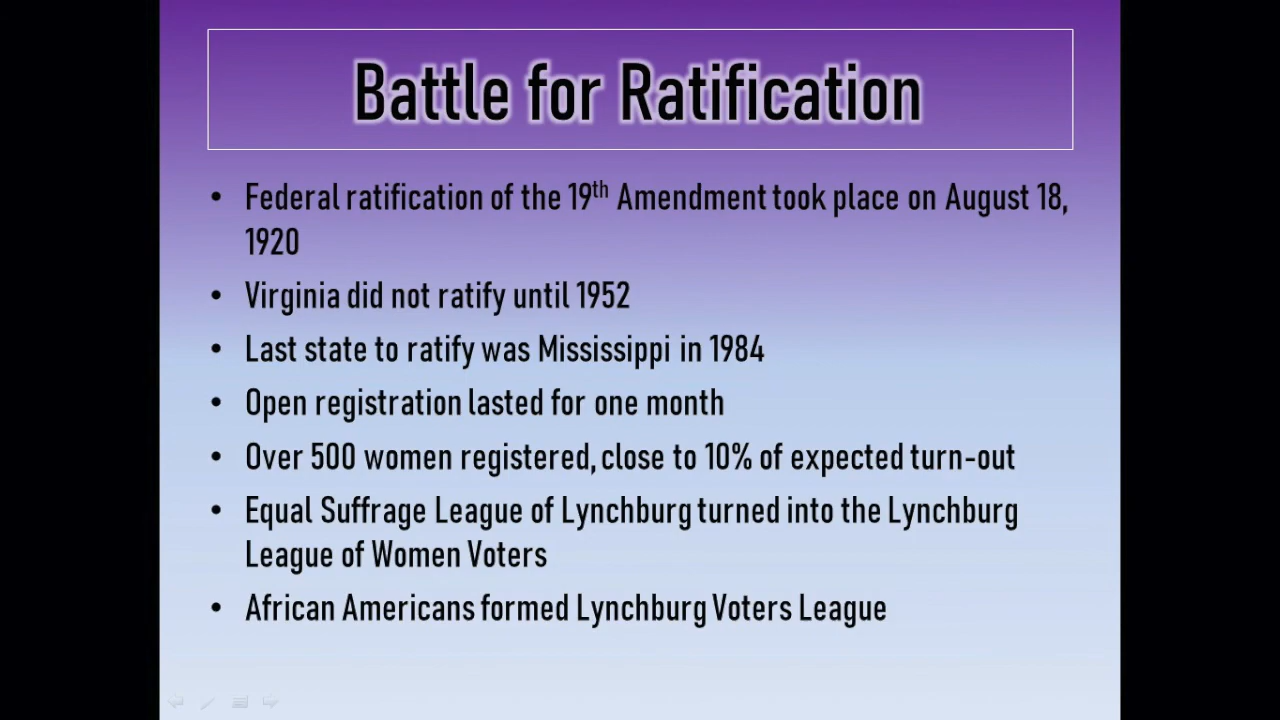 Battle for Ratification
• Federal ratification of the 19th Amendment took place on August 18,
1920
• Virginia did not ratify until 1952
• Last state to ratify was Mississippi in 1984
• Open registration lasted for one month
• Over 500 women registered, close to 10% of expected turn-out
• Equal Suffrage League of Lynchburg turned into the Lynchburg
League of Women Voters
• African Americans formed Lynchburg Voters League